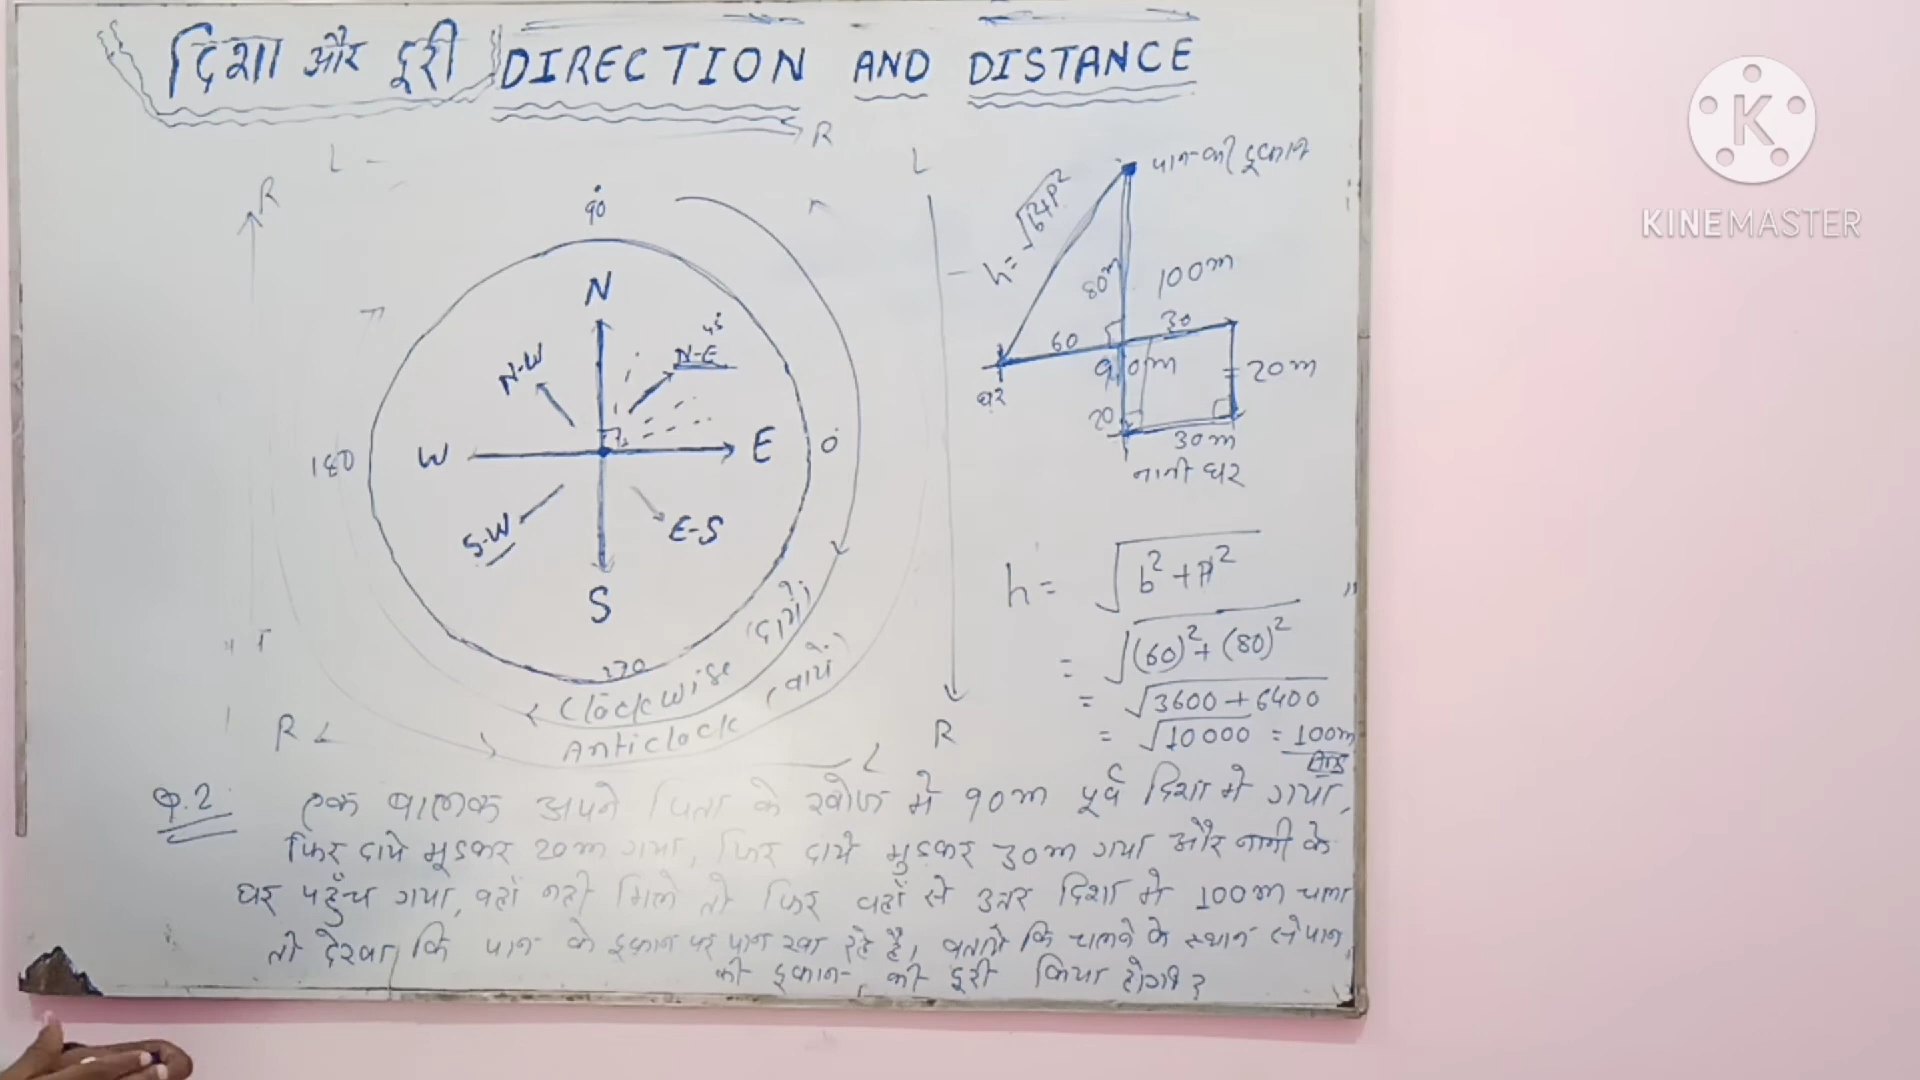 दिशा और दूरी DIRECTION AND DISTANCE
K
KINEMASTER
L
R
L
R
90
N
N-W
45
N-E
W
E
180
0
S-W
E-S
S
270
Clockwise (दायें)
Anticlock (बायें)
R L
L
R
पान की दुकान
h = √b²+P²
80m
100m
60
30
90m
20m
घर
20
30m
नानी घर
h = √b²+P²
= √(60)²+(80)²
= √3600+6400
= √10000 = 100m
Ans
Q.2 एक बालक अपने पिता के खोज में 90m पूर्व दिशा में गया,
फिर दाये मुडकर 20m गया, फिर दाये मुडकर 30m गया और नानी के
घर पहुँच गया, वहाँ नही मिले तो फिर वहाँ से उत्तर दिशा मे 100m चला
तो देखा कि पान के दुकान पर पान खा रहे है, बताते कि चलने के स्थान से पान
की दुकान की दूरी किया होगी?